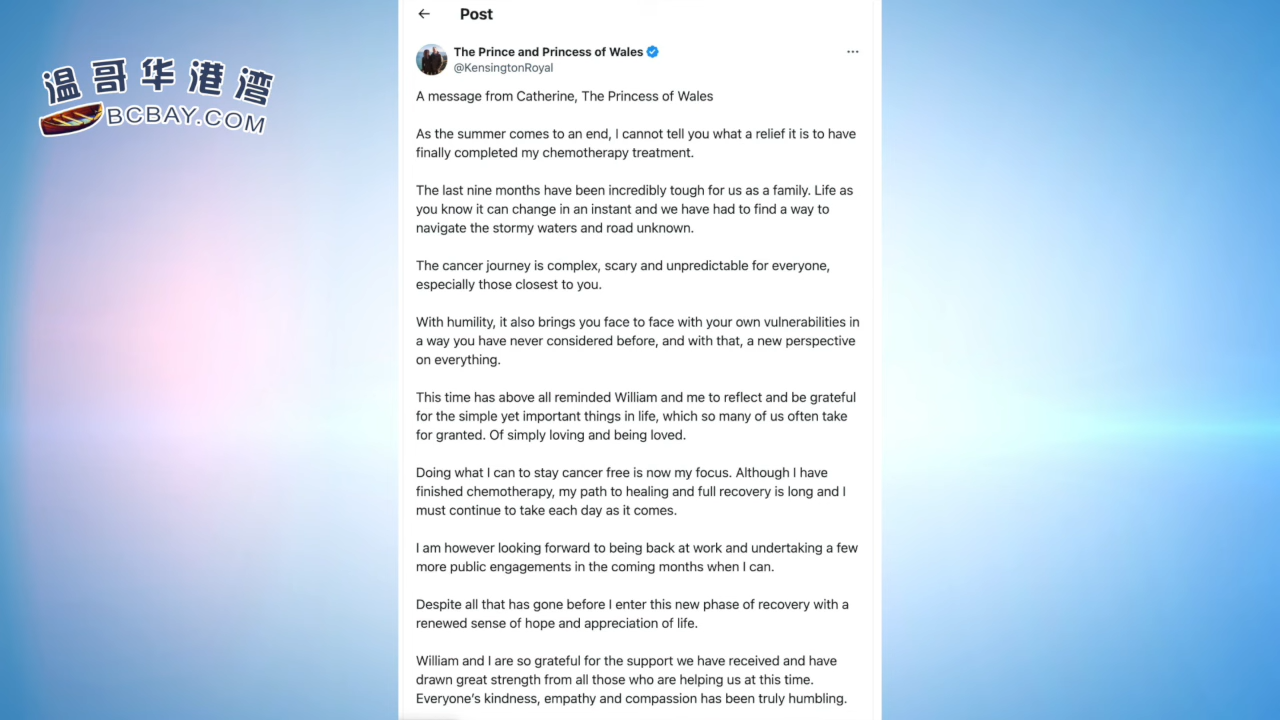 温哥华港湾
BCBAY.COM
Post
The Prince and Princess of Wales
@KensingtonRoyal
A message from Catherine, The Princess of Wales
As the summer comes to an end, I cannot tell you what a relief it is to have
finally completed my chemotherapy treatment.
The last nine months have been incredibly tough for us as a family. Life as
you know it can change in an instant and we have had to find a way to
navigate the stormy waters and road unknown.
The cancer journey is complex, scary and unpredictable for everyone,
especially those closest to you.
With humility, it also brings you face to face with your own vulnerabilities in
a way you have never considered before, and with that, a new perspective
on everything.
This time has above all reminded William and me to reflect and be grateful
for the simple yet important things in life, which so many of us often take
for granted. Of simply loving and being loved.
Doing what I can to stay cancer free is now my focus. Although I have
finished chemotherapy, my path to healing and full recovery is long and I
must continue to take each day as it comes.
I am however looking forward to being back at work and undertaking a few
more public engagements in the coming months when I can.
Despite all that has gone before I enter this new phase of recovery with a
renewed sense of hope and appreciation of life.
William and I are so grateful for the support we have received and have
drawn great strength from all those who are helping us at this time.
Everyone’s kindness, empathy and compassion has been truly humbling.